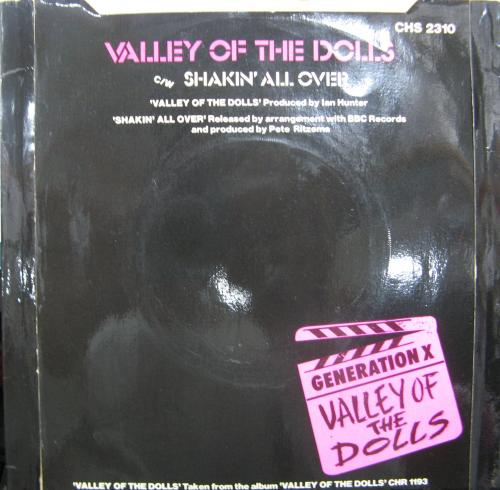 CHS 2310
VALLEY OF THE DOLLS
c/w SHAKIN' ALL OVER
'VALLEY OF THE DOLLS' Produced by Ian Hunter
'SHAKIN' ALL OVER' Released by arrangement with BBC Records
and produced by Pete Ritzema
GENERATION X
VALLEY OF
THE
DOLLS
'VALLEY OF THE DOLLS' Taken from the album 'VALLEY OF THE DOLLS' CHR 1193